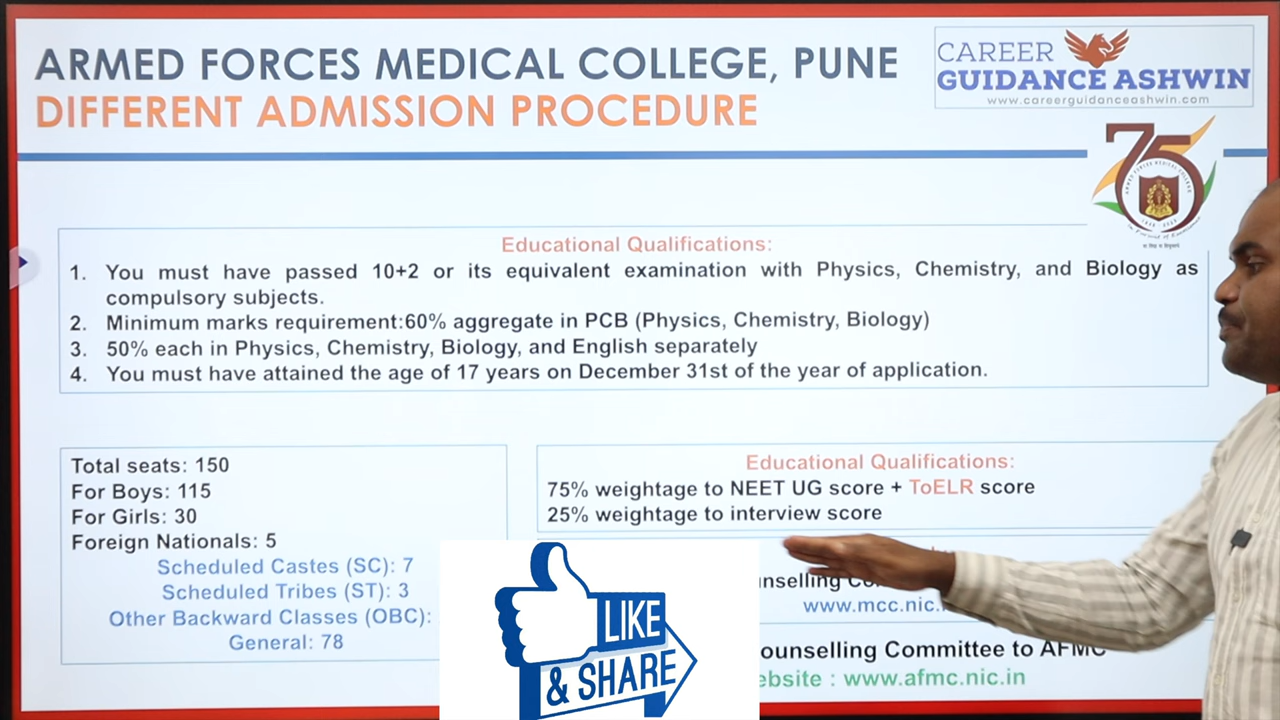 ARMED FORCES MEDICAL COLLEGE, PUNE
DIFFERENT ADMISSION PROCEDURE
CAREER
GUIDANCE ASHWIN
www.careerguidanceashwin.com
75
Educational Qualifications:
1. You must have passed 10+2 or its equivalent examination with Physics, Chemistry, and Biology as
compulsory subjects.
2. Minimum marks requirement:60% aggregate in PCB (Physics, Chemistry, Biology)
3. 50% each in Physics, Chemistry, Biology, and English separately
4. You must have attained the age of 17 years on December 31st of the year of application.
Total seats: 150
For Boys: 115
For Girls: 30
Foreign Nationals: 5
Scheduled Castes (SC): 7
Scheduled Tribes (ST): 3
Other Backward Classes (OBC):
General: 78
Educational Qualifications:
75% weightage to NEET UG score + ToELR score
25% weightage to interview score
www.mcc.nic.
Counselling Committee to AFMC
website : www.afmc.nic.in
LIKE
& SHARE